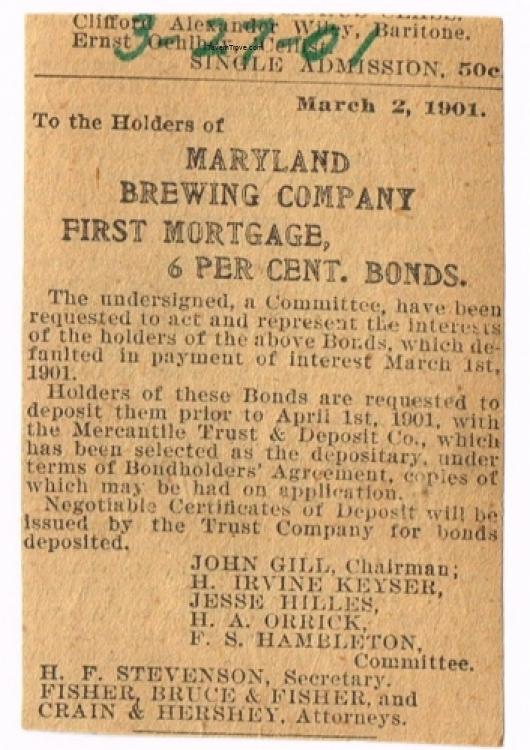 Clifford Alexander Wiley, Baritone.
Ernst
TavernTrove.com
3-27-01
SINGLE ADMISSION, 50c
March 2, 1901.
To the Holders of
MARYLAND
BREWING COMPANY
FIRST MORTGAGE,
6 PER CENT. BONDS.
The undersigned, a Committee, have been
requested to act and represent the interests
of the holders of the above Bonds, which de-
faulted in payment of interest March 1st,
1901.
Holders of these Bonds are requested to
deposit them prior to April 1st, 1901, with
the Mercantile Trust & Deposit Co., which
has been selected as the depositary, under
terms of Bondholders' Agreement, copies of
which may be had on application.
Negotiable Certificates of Deposit will be
issued by the Trust Company for bonds
deposited.
JOHN GILL, Chairman;
H. IRVINE KEYSER,
JESSE HILLES,
H. A. ORRICK,
F. S. HAMBLETON,
Committee.
H. F. STEVENSON, Secretary.
FISHER, BRUCE & FISHER, and
CRAIN & HERSHEY, Attorneys.